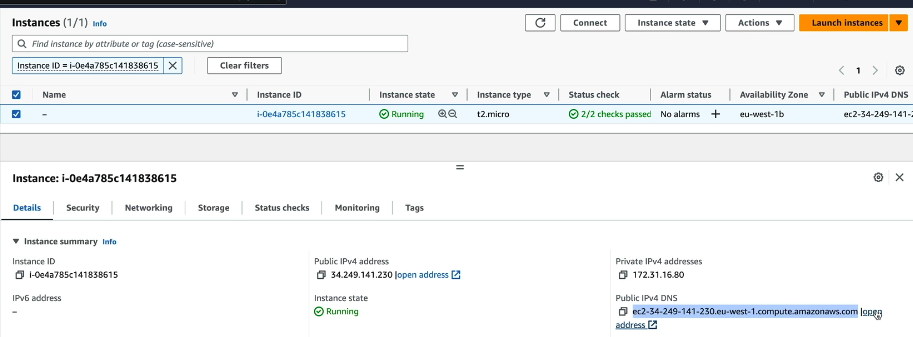 Instances (1/1) Info
Connect Instance state Actions Launch instances
Find instance by attribute or tag (case-sensitive)
Instance ID = i-0e4a785c141838615 Clear filters
1
Name Instance ID Instance state Instance type Status check Alarm status Availability Zone Public IPv4 DNS
– i-0e4a785c141838615 Running t2.micro 2/2 checks passed No alarms + eu-west-1b ec2-34-249-141-2
Instance: i-0e4a785c141838615
Details Security Networking Storage Status checks Monitoring Tags
Instance summary Info
Instance ID Public IPv4 address Private IPv4 addresses
i-0e4a785c141838615 34.249.141.230 |open address 172.31.16.80
IPv6 address Instance state Public IPv4 DNS
– Running ec2-34-249-141-230.eu-west-1.compute.amazonaws.com |open
address